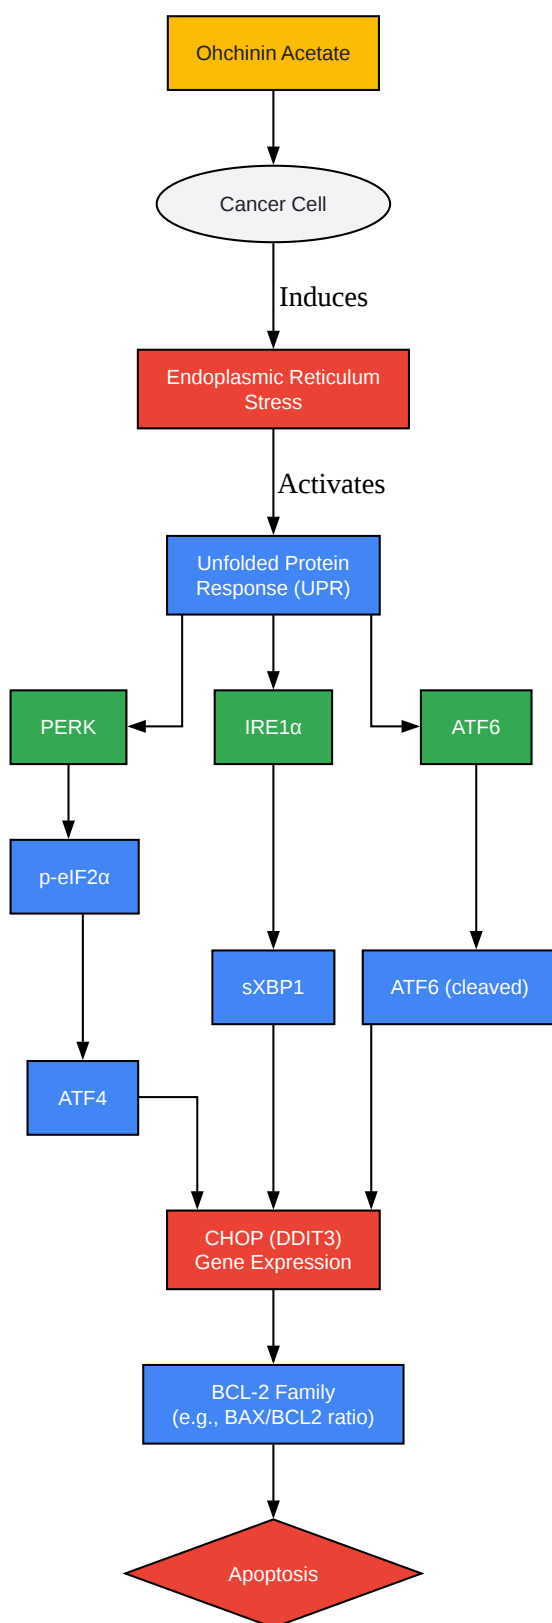 Ohchinin Acetate
Cancer Cell
Induces
Endoplasmic Reticulum
Stress
Activates
Unfolded Protein
Response (UPR)
PERK
IRE1α
ATF6
p-eIF2α
sXBP1
ATF6 (cleaved)
ATF4
CHOP (DDIT3)
Gene Expression
BCL-2 Family
(e.g., BAX/BCL2 ratio)
Apoptosis